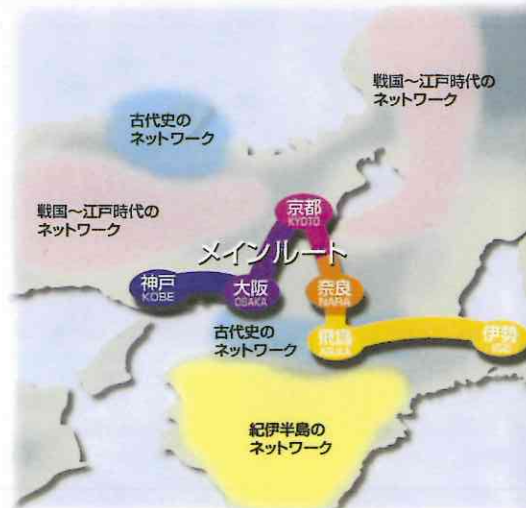 戦国~江戸時代の
ネットワーク
古代史の
ネットワーク
戦国~江戸時代の
ネットワーク
京都
KYOTO
メインルート
神戸
KOBE
大阪
OSAKA
奈良
NARA
古代史の
ネットワーク
飛鳥
ASUKA
伊勢
ISE
紀伊半島の
ネットワーク